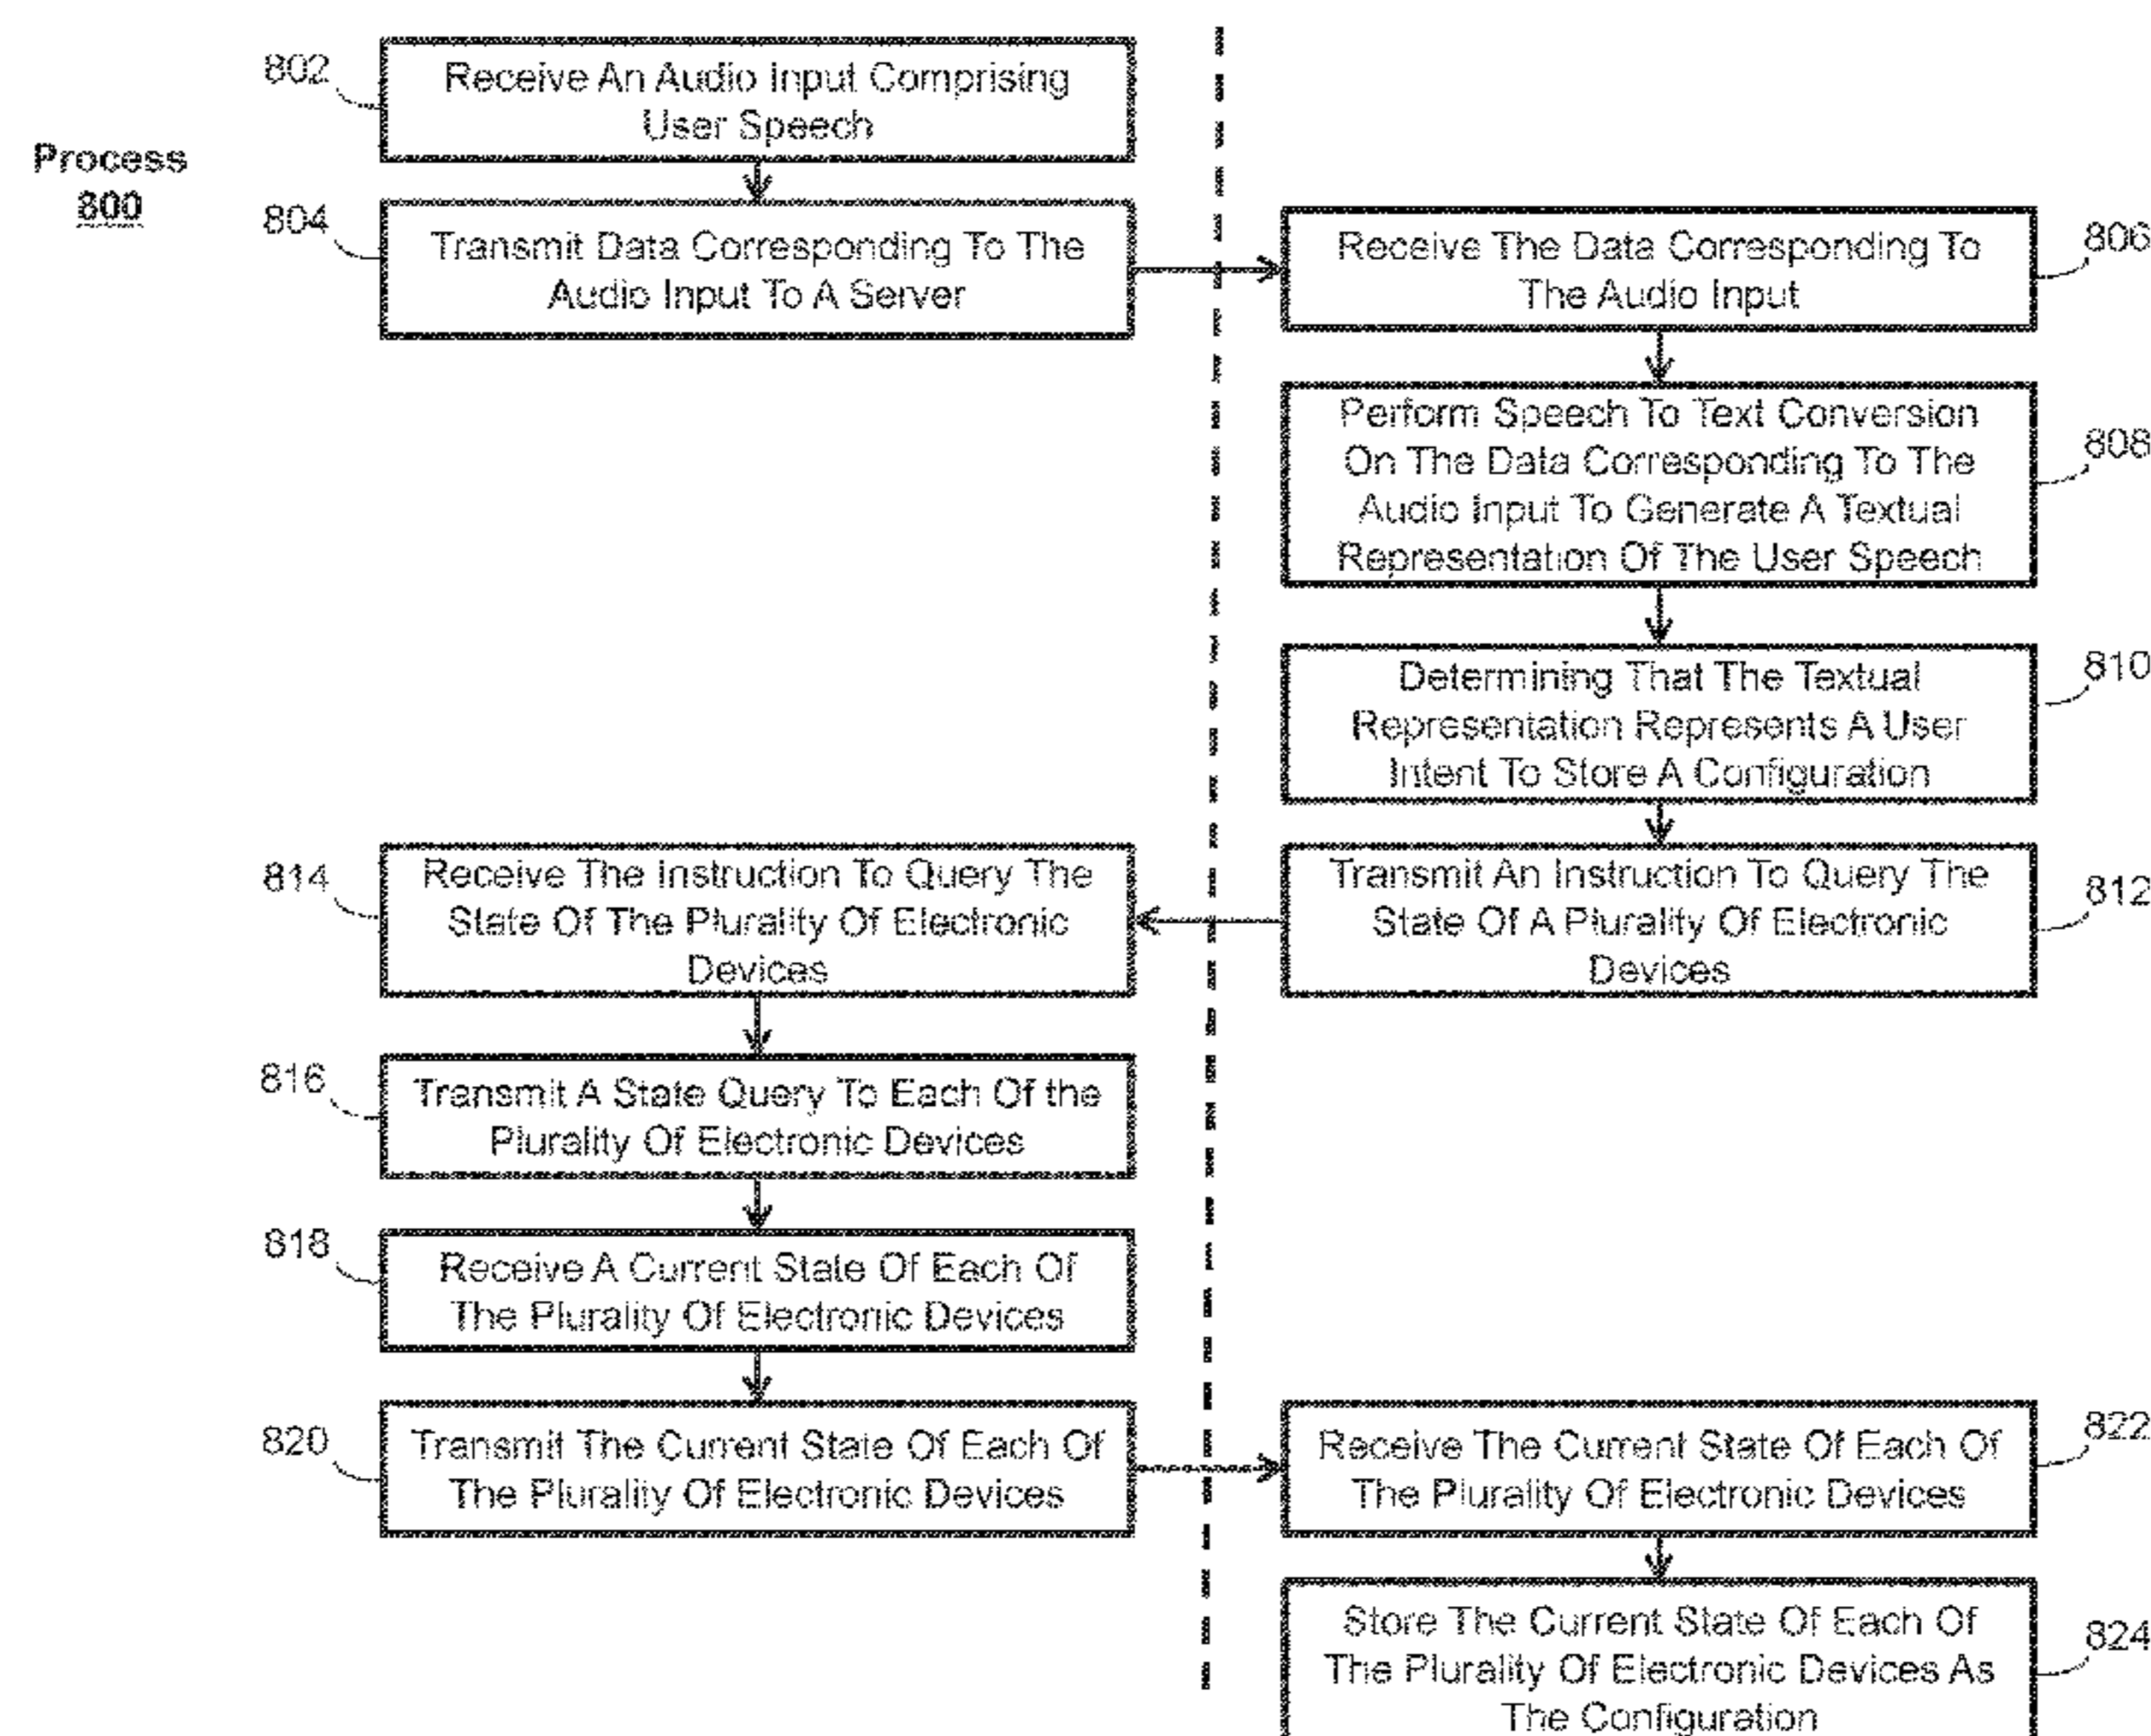 Process
800
802
Receive An Audio Input Comprising
User Speech
804
Transmit Data Corresponding To The
Audio Input To A Server
Receive The Data Corresponding To
The Audio Input
806
Perform Speech To Text Conversion
On The Data Corresponding To The
Audio Input To Generate A Textual
Representation Of The User Speech
808
Determining That The Textual
Representation Represents A User
Intent To Store A Configuration
810
Transmit An Instruction To Query The
State Of A Plurality Of Electronic
Devices
812
814
Receive The Instruction To Query The
State Of The Plurality Of Electronic
Devices
816
Transmit A State Query To Each Of the
Plurality Of Electronic Devices
818
Receive A Current State Of Each Of
The Plurality Of Electronic Devices
820
Transmit The Current State Of Each Of
The Plurality Of Electronic Devices
Receive The Current State Of Each Of
The Plurality Of Electronic Devices
822
Store The Current State Of Each Of
The Plurality Of Electronic Devices As
The Configuration
824